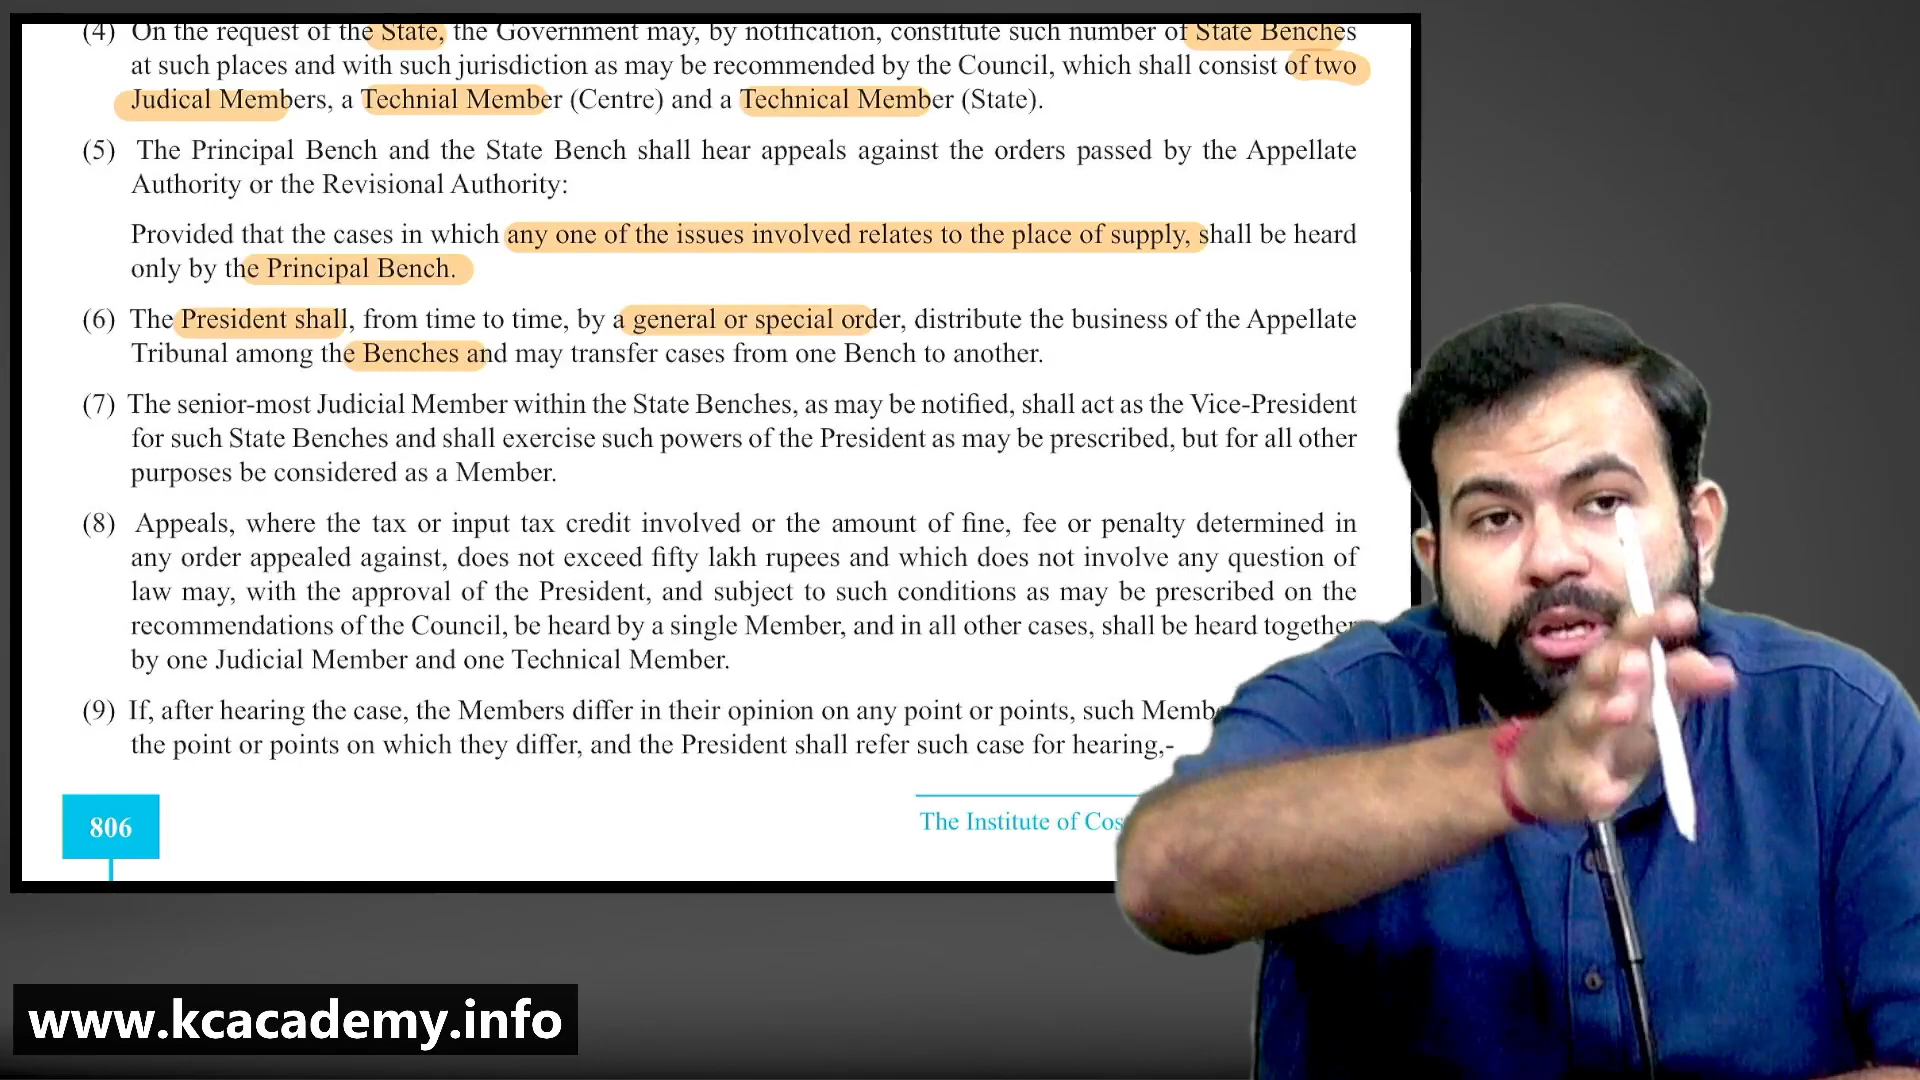 (4) On the request of the State, the Government may, by notification, constitute such number of State Benches
at such places and with such jurisdiction as may be recommended by the Council, which shall consist of two
Judical Members, a Technial Member (Centre) and a Technical Member (State).
(5) The Principal Bench and the State Bench shall hear appeals against the orders passed by the Appellate
Authority or the Revisional Authority:
Provided that the cases in which any one of the issues involved relates to the place of supply, shall be heard
only by the Principal Bench.
(6) The President shall, from time to time, by a general or special order, distribute the business of the Appellate
Tribunal among the Benches and may transfer cases from one Bench to another.
(7) The senior-most Judicial Member within the State Benches, as may be notified, shall act as the Vice-President
for such State Benches and shall exercise such powers of the President as may be prescribed, but for all other
purposes be considered as a Member.
(8) Appeals, where the tax or input tax credit involved or the amount of fine, fee or penalty determined in
any order appealed against, does not exceed fifty lakh rupees and which does not involve any question of
law may, with the approval of the President, and subject to such conditions as may be prescribed on the
recommendations of the Council, be heard by a single Member, and in all other cases, shall be heard together
by one Judicial Member and one Technical Member.
(9) If, after hearing the case, the Members differ in their opinion on any point or points, such
the point or points on which they differ, and the President shall refer such case for hearing,-
806
The Institute of
www.kcacademy.info